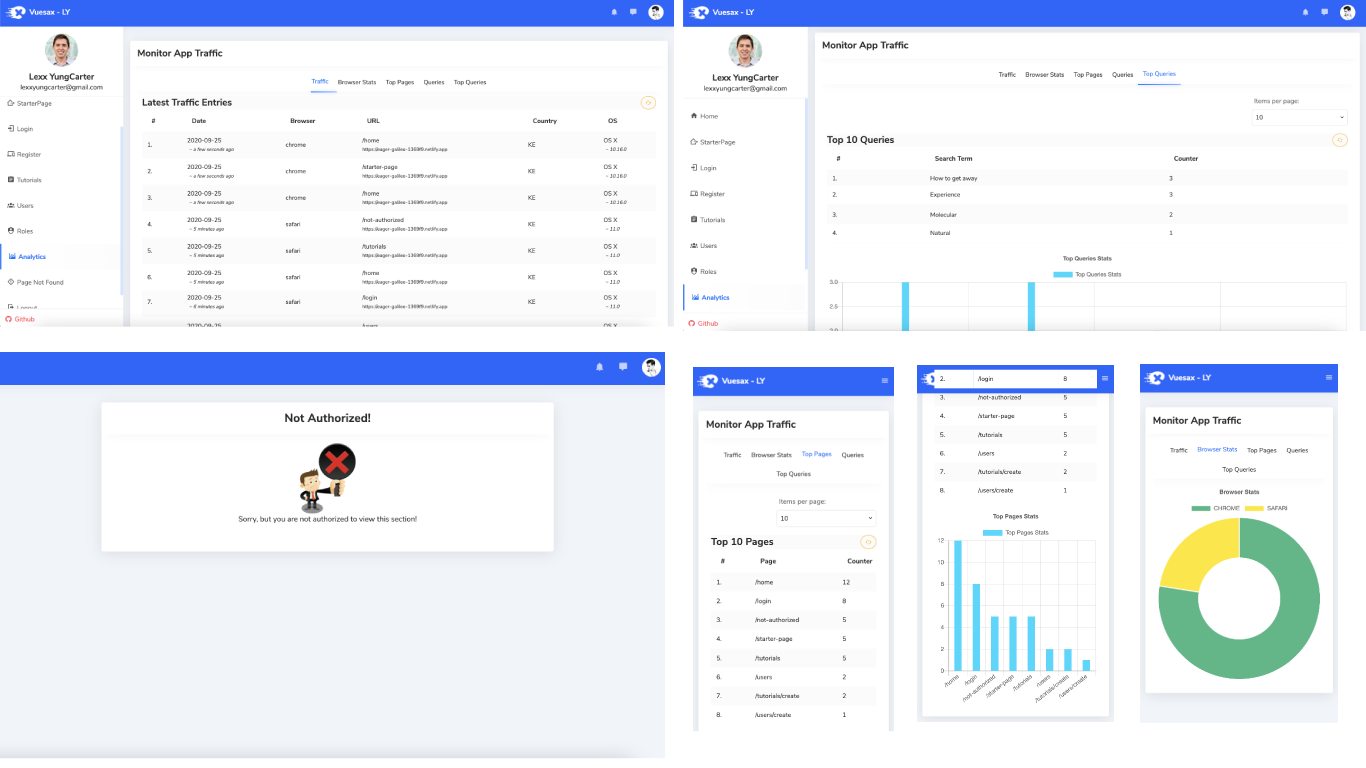 Vuesax - LY
Lexx YungCarter
lexxyungcarter@gmail.com
StarterPage
Login
Register
Tutorials
Users
Roles
Analytics
Page Not Found
Logout
Github
Monitor App Traffic
Traffic Browser Stats Top Pages Queries Top Queries
Latest Traffic Entries
# Date Browser URL Country OS
1. 2020-09-25 chrome /home KE OS X
~ a few seconds ago https://eager-galileo-1369f9.netlify.app ~ 10.16.0
2. 2020-09-25 chrome /starter-page KE OS X
~ a few seconds ago https://eager-galileo-1369f9.netlify.app ~ 10.16.0
3. 2020-09-25 chrome /home KE OS X
~ a few seconds ago https://eager-galileo-1369f9.netlify.app ~ 10.16.0
4. 2020-09-25 safari /not-authorized KE OS X
~ 5 minutes ago https://eager-galileo-1369f9.netlify.app ~ 11.0
5. 2020-09-25 safari /tutorials KE OS X
~ 5 minutes ago https://eager-galileo-1369f9.netlify.app ~ 11.0
6. 2020-09-25 safari /home KE OS X
~ 6 minutes ago https://eager-galileo-1369f9.netlify.app ~ 11.0
7. 2020-09-25 safari /login KE OS X
~ 6 minutes ago https://eager-galileo-1369f9.netlify.app ~ 11.0
2020-09-25 /users OS X
Vuesax - LY
Lexx YungCarter
lexxyungcarter@gmail.com
Home
StarterPage
Login
Register
Tutorials
Users
Roles
Analytics
Github
Monitor App Traffic
Traffic Browser Stats Top Pages Queries Top Queries
Items per page:
10
Top 10 Queries
# Search Term Counter
1. How to get away 3
2. Experience 3
3. Molecular 2
4. Natural 1
Top Queries Stats
Top Queries Stats
3.0
2.5
2.0
Not Authorized!
Sorry, but you are not authorized to view this section!
Vuesax - LY
Monitor App Traffic
Traffic Browser Stats Top Pages Queries
Top Queries
Items per page:
10
Top 10 Pages
# Page Counter
1. /home 12
2. /login 8
3. /not-authorized 5
4. /starter-page 5
5. /tutorials 5
6. /users 2
7. /tutorials/create 2
8. /users/create 1
2. /login 8
3. /not-authorized 5
4. /starter-page 5
5. /tutorials 5
6. /users 2
7. /tutorials/create 2
8. /users/create 1
Top Pages Stats
Top Pages Stats
12
10
8
6
4
2
0
/home /login /not-authorized /starter-page /tutorials /users /tutorials/create /users/create
Vuesax - LY
Monitor App Traffic
Traffic Browser Stats Top Pages Queries
Top Queries
Browser Stats
CHROME SAFARI